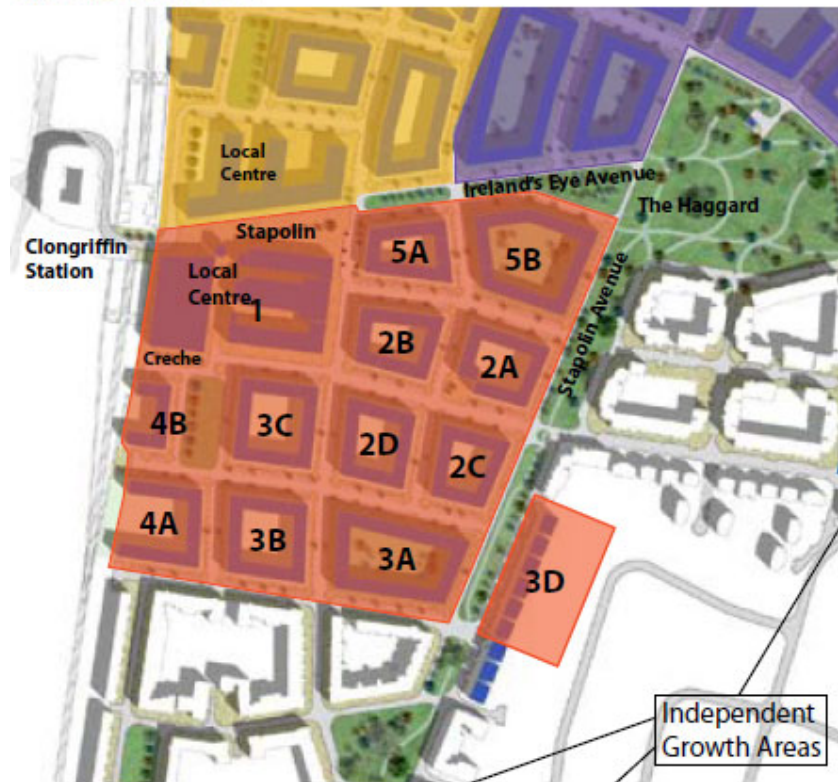 Local
Centre
Ireland's Eye Avenue
The Haggard
Stapolin
Clongriffin
Station
5A
5B
Local
Centre
1
Stapolin Avenue
2B
2A
Creche
4B
3C
2D
2C
4A
3B
3A
3D
Independent
Growth Areas